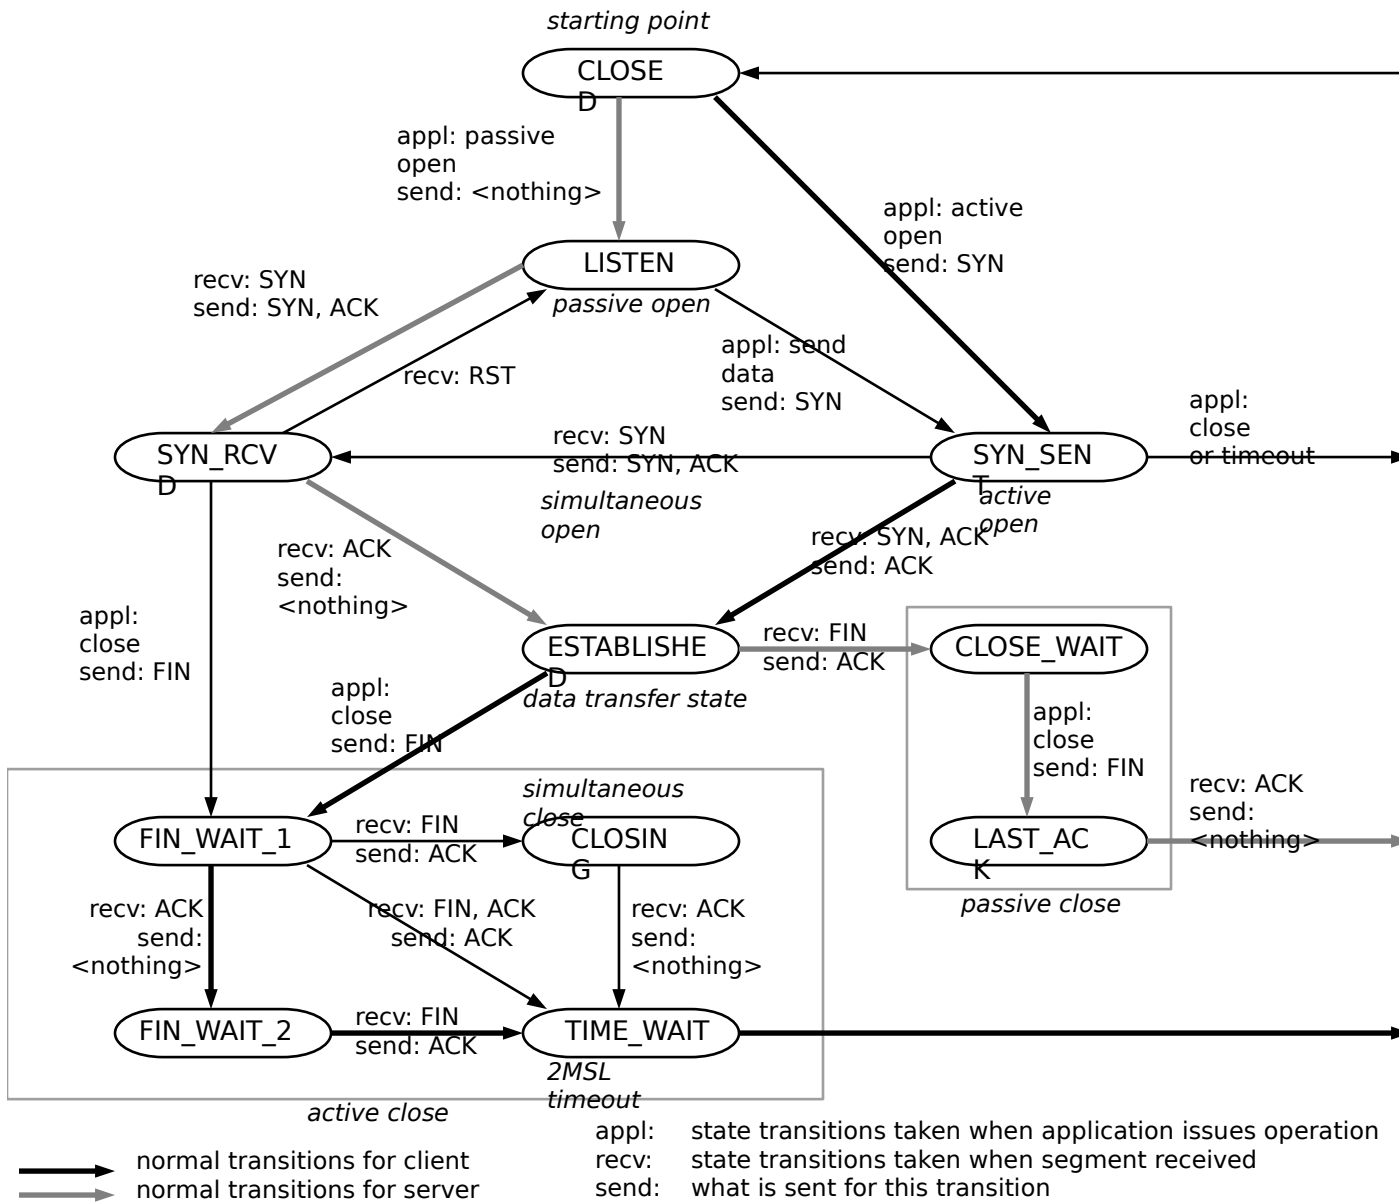 starting point
CLOSE
D
appl: passive
open
send: <nothing>
appl: active
open
send: SYN
LISTEN
passive open
recv: SYN
send: SYN, ACK
recv: RST
appl: send
data
send: SYN
SYN_RCV
D
recv: SYN
send: SYN, ACK
simultaneous
open
SYN_SEN
T
active
open
appl:
close
or timeout
recv: ACK
send:
<nothing>
recv: SYN, ACK
send: ACK
appl:
close
send: FIN
ESTABLISHE
D
data transfer state
recv: FIN
send: ACK
CLOSE_WAIT
appl:
close
send: FIN
appl:
close
send: FIN
simultaneous
close
FIN_WAIT_1
recv: FIN
send: ACK
CLOSIN
G
LAST_AC
K
recv: ACK
send:
<nothing>
passive close
recv: ACK
send:
<nothing>
recv: FIN, ACK
send: ACK
recv: ACK
send:
<nothing>
FIN_WAIT_2
recv: FIN
send: ACK
TIME_WAIT
2MSL
timeout
active close
normal transitions for client
normal transitions for server
appl: state transitions taken when application issues operation
recv: state transitions taken when segment received
send: what is sent for this transition